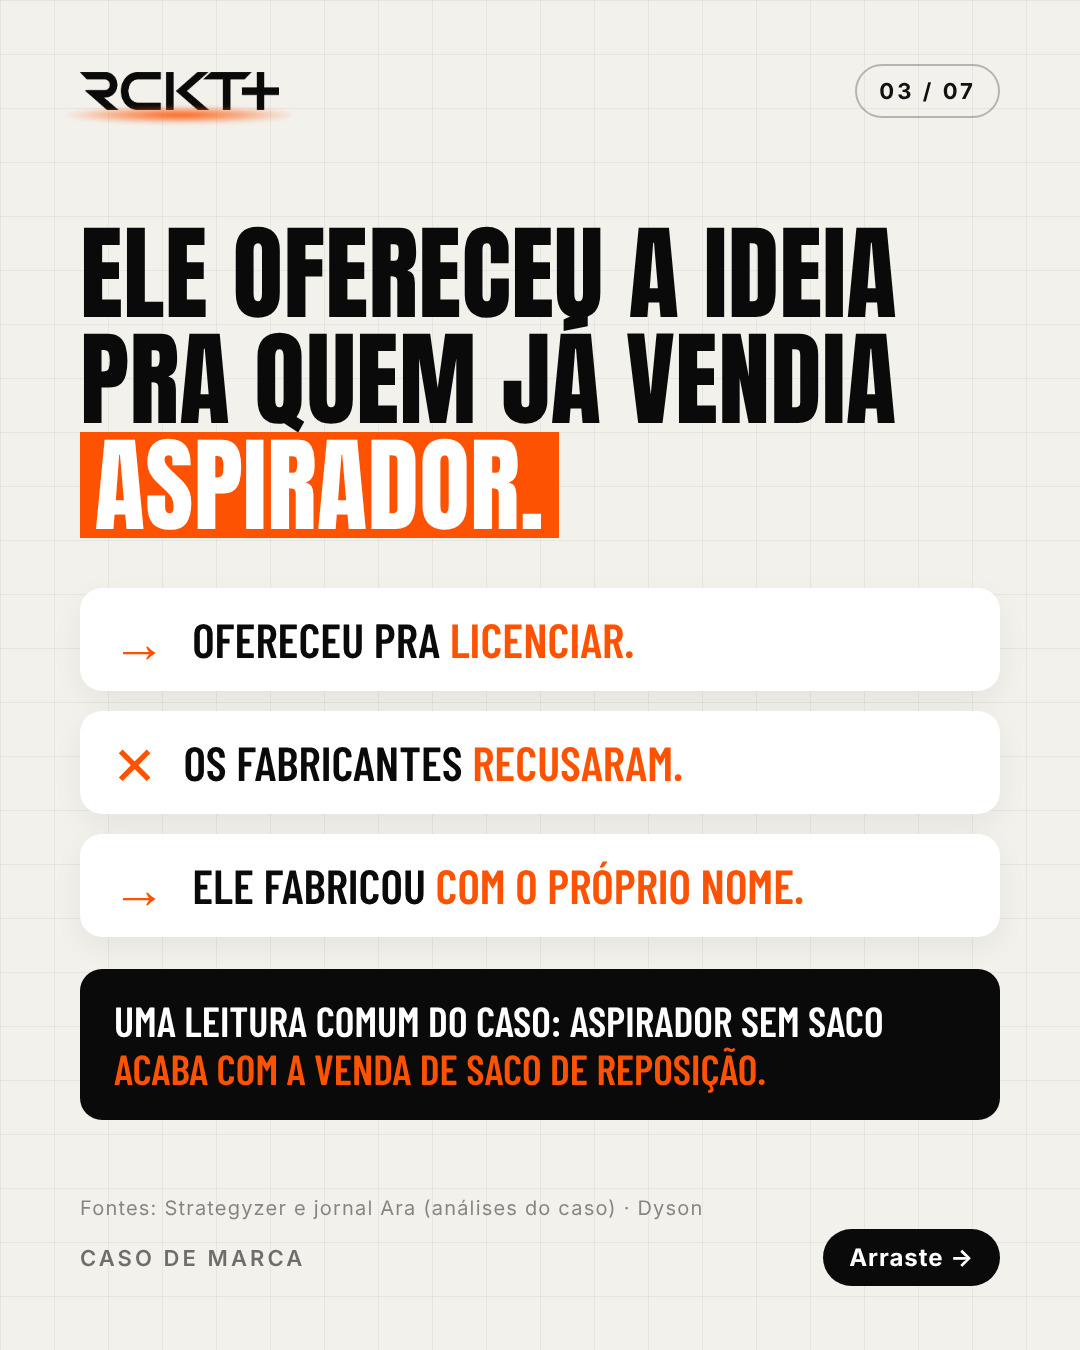 RCKT+
03 / 07
ELE OFERECEU A IDEIA
PRA QUEM JÁ VENDIA
ASPIRADOR.
→ OFERECEU PRA LICENCIAR.
✕ OS FABRICANTES RECUSARAM.
→ ELE FABRICOU COM O PRÓPRIO NOME.
UMA LEITURA COMUM DO CASO: ASPIRADOR SEM SACO
ACABA COM A VENDA DE SACO DE REPOSIÇÃO.
Fontes: Strategyzer e jornal Ara (análises do caso) · Dyson
CASO DE MARCA
Arraste →